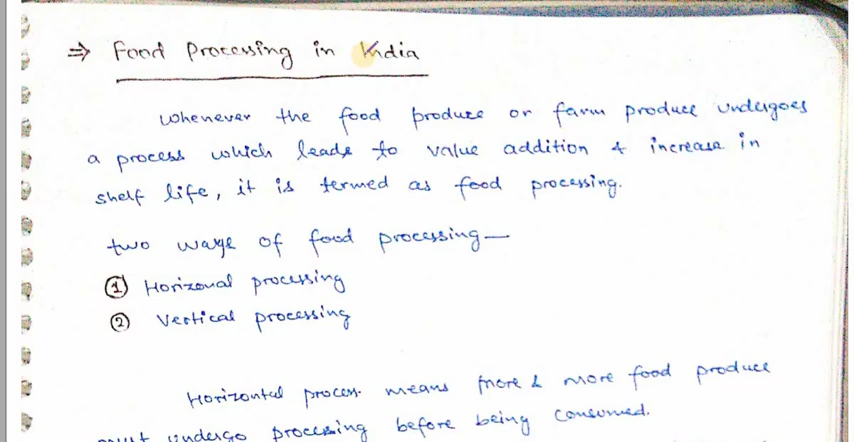 ⇒ Food Processing in India
Whenever the food produce or farm produce undergoes
a process which leads to value addition & increase in
shelf life, it is termed as food processing.
two ways of food processing—
① Horizonal processing
② Vertical processing
Horizontal process. means more & more food produce
must undergo processing before being consumed.